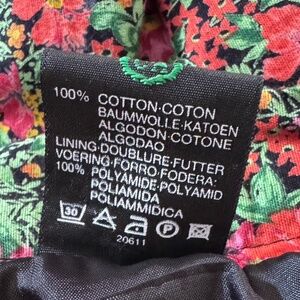 100% COTTON·COTON
BAUMWOLLE·KATOEN
ALGODON·COTONE
ALGODAO
LINING·DOUBLURE·FUTTER
VOERING·FORRO·FODERA·
100% POLYAMIDE·POLYAMID
POLIAMIDA
POLIAMMIDICA
30 A P
20611